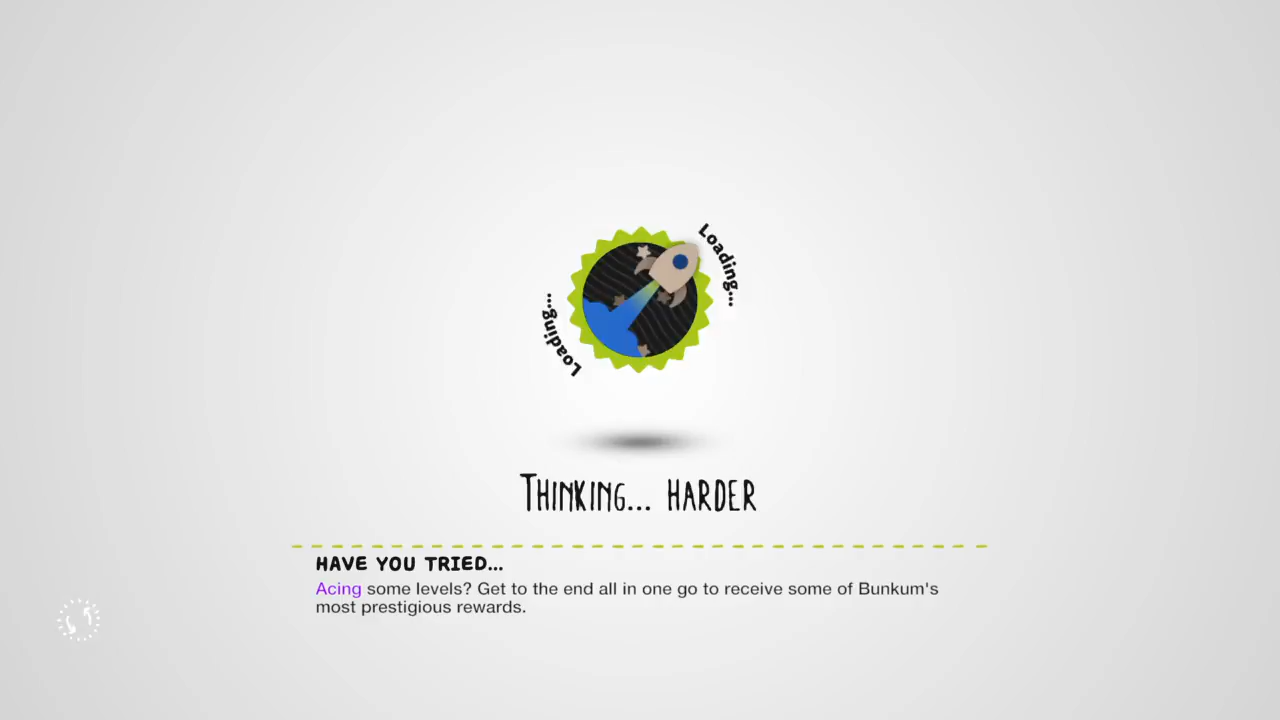 Loading...
Loading...
THINKING... HARDER
HAVE YOU TRIED...
Acing some levels? Get to the end all in one go to receive some of Bunkum's
most prestigious rewards.